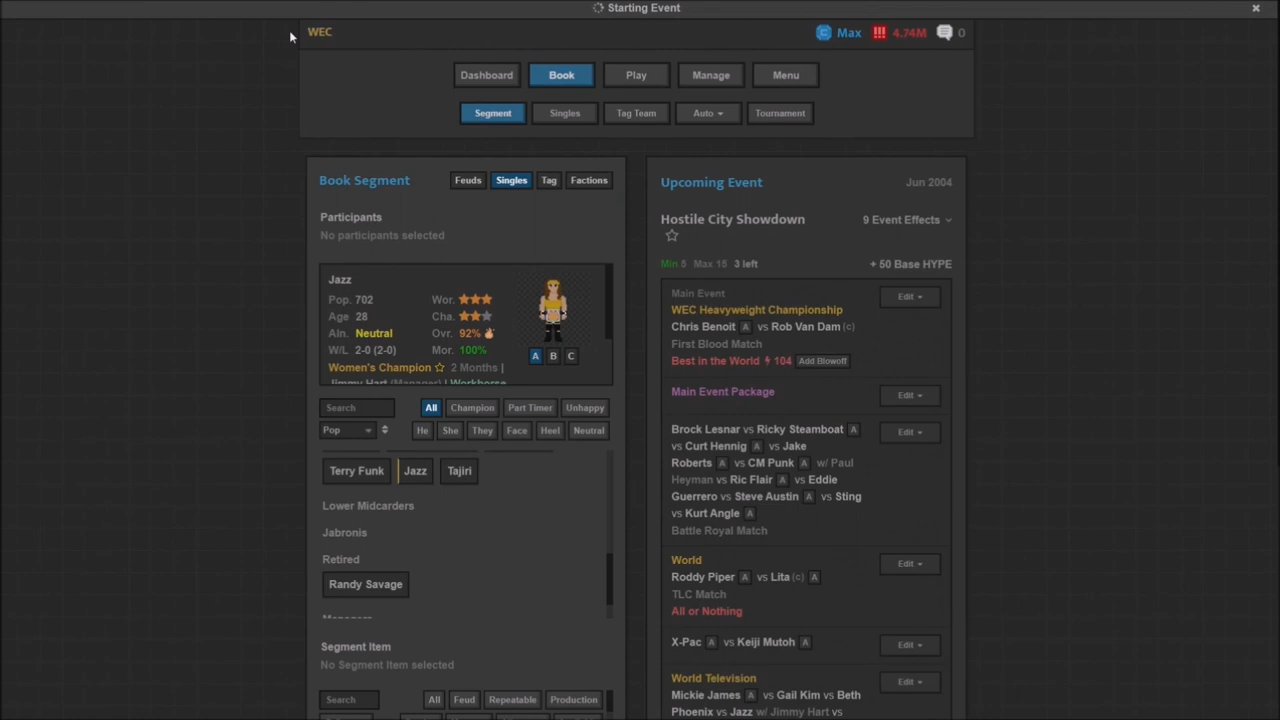 Starting Event
WEC
Max 4.74M 0
Dashboard Book Play Manage Menu
Segment Singles Tag Team Auto Tournament
Book Segment Feuds Singles Tag Factions
Participants
No participants selected
Jazz
Pop. 702 Wor.
Age 28 Cha.
Aln. Neutral Ovr. 92%
W/L 2-0 (2-0) Mor. 100%
A B C
Women's Champion 2 Months |
Jimmy Hart (Manager) | Workhorse
Search All Champion Part Timer Unhappy
Pop He She They Face Heel Neutral
Terry Funk Jazz Tajiri
Lower Midcarders
Jabronis
Retired
Randy Savage
Managers
Segment Item
No Segment Item selected
Search All Feud Repeatable Production
Upcoming Event Jun 2004
Hostile City Showdown 9 Event Effects
Min 5 Max 15 3 left + 50 Base HYPE
Main Event Edit
WEC Heavyweight Championship
Chris Benoit A vs Rob Van Dam (c)
First Blood Match
Best in the World 104 Add Blowoff
Main Event Package Edit
Brock Lesnar vs Ricky Steamboat A Edit
vs Curt Hennig A vs Jake
Roberts A vs CM Punk A w/ Paul
Heyman vs Ric Flair A vs Eddie
Guerrero vs Steve Austin A vs Sting
vs Kurt Angle A
Battle Royal Match
World Edit
Roddy Piper A vs Lita (c) A
TLC Match
All or Nothing
X-Pac A vs Keiji Mutoh A Edit
World Television Edit
Mickie James A vs Gail Kim vs Beth
Phoenix vs Jazz w/ Jimmy Hart vs